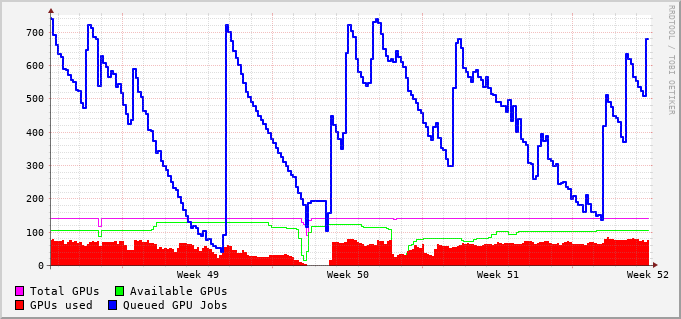 RRDTOOL / TOBI OETIKER
700
600
500
400
300
200
100
0
Week 49 Week 50 Week 51 Week 52
Total GPUs Available GPUs
GPUs used Queued GPU Jobs